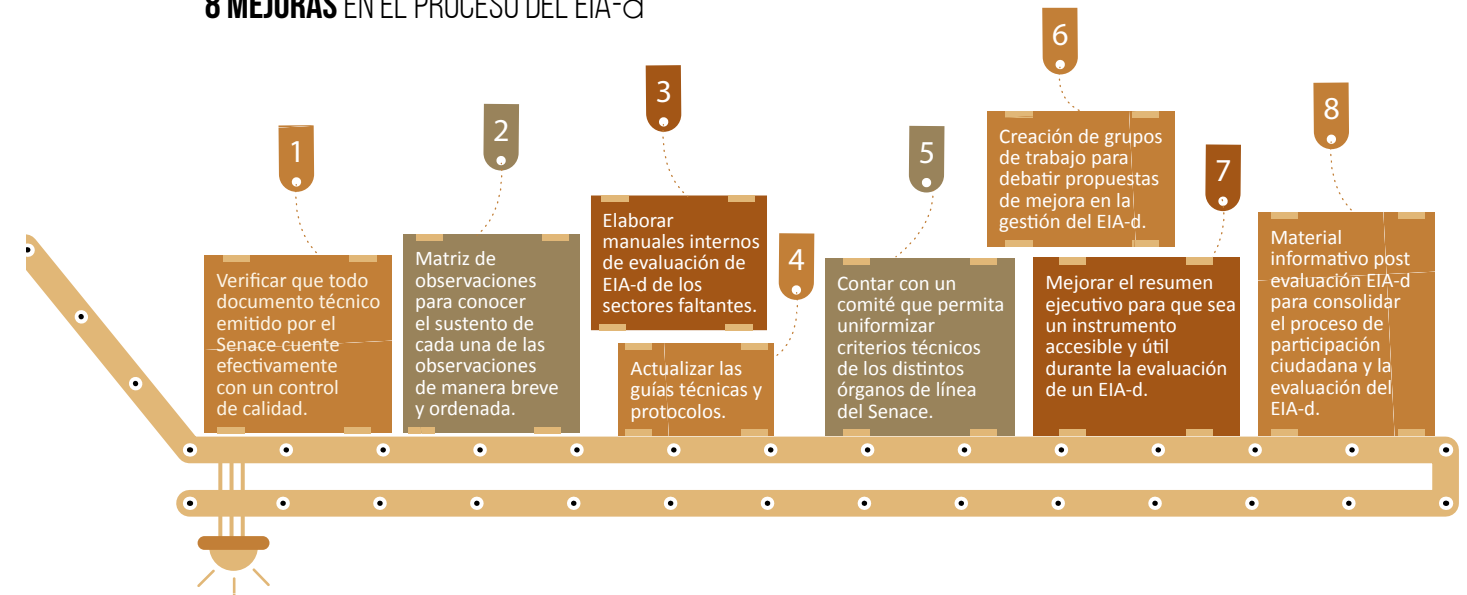 8 MEJORAS EN EL PROCESO DEL EIA-d
1
Verificar que todo
documento técnico
emitido por el
Senace cuente
efectivamente
con un control
de calidad.
2
Matriz de
observaciones
para conocer
el sustento de
cada una de las
observaciones
de manera breve
y ordenada.
3
Elaborar
manuales internos
de evaluación de
EIA-d de los
sectores faltantes.
4
Actualizar las
guías técnicas y
protocolos.
5
Contar con un
comité que permita
uniformizar
criterios técnicos
de los distintos
órganos de línea
del Senace.
6
Creación de grupos
de trabajo para
debatir propuestas
de mejora en la
gestión del EIA-d.
7
Mejorar el resumen
ejecutivo para que sea
un instrumento
accesible y útil
durante la evaluación
de un EIA-d.
8
Material
informativo post
evaluación EIA-d
para consolidar
el proceso de
participación
ciudadana y la
evaluación del
EIA-d.